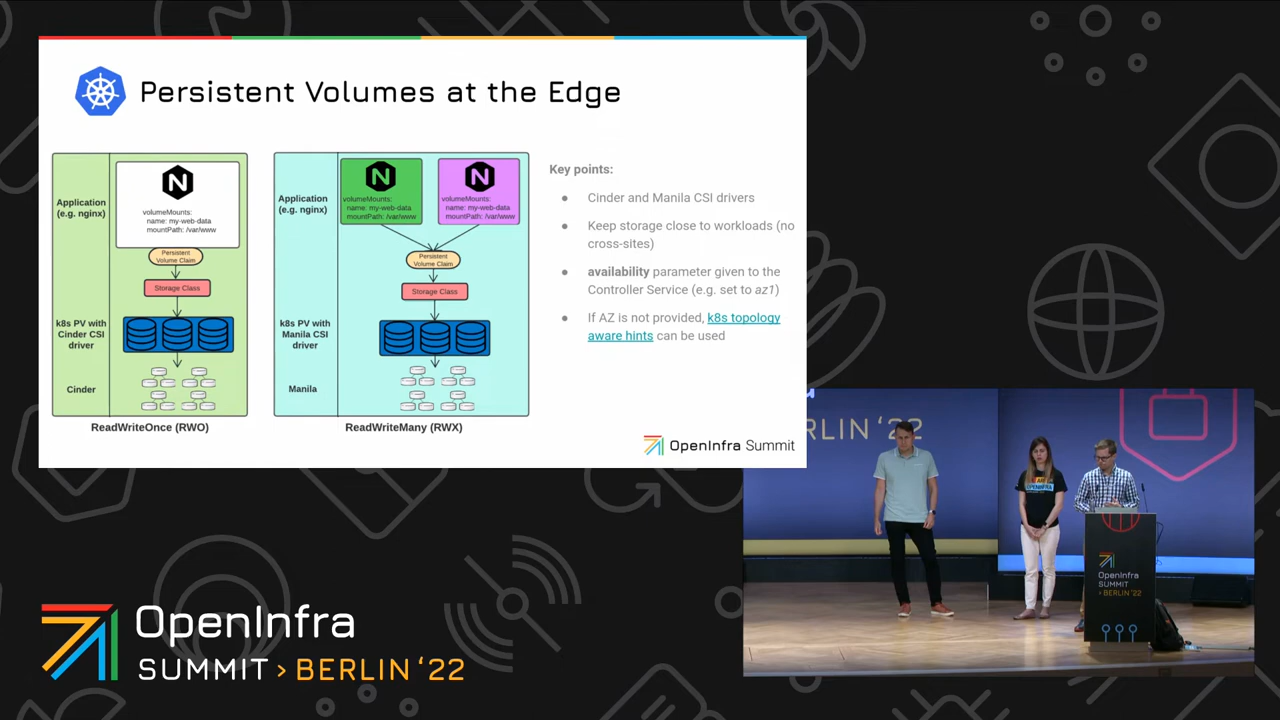 Persistent Volumes at the Edge
Application
(e.g. nginx)
N
volumeMounts:
name: my-web-data
mountPath: /var/www
Persistent
Volume Claim
Storage Class
k8s PV with
Cinder CSI
driver
Cinder
ReadWriteOnce (RWO)
Application
(e.g. nginx)
N
volumeMounts:
name: my-web-data
mountPath: /var/www
N
volumeMounts:
name: my-web-data
mountPath: /var/www
Persistent
Volume Claim
Storage Class
k8s PV with
Manila CSI
driver
Manila
ReadWriteMany (RWX)
Key points:
● Cinder and Manila CSI drivers
● Keep storage close to workloads (no
cross-sites)
● availability parameter given to the
Controller Service (e.g. set to az1)
● If AZ is not provided, k8s topology
aware hints can be used
OpenInfra Summit
RLIN '22
OpenInfra
SUMMIT
> BERLIN '22
OpenInfra
SUMMIT > BERLIN '22